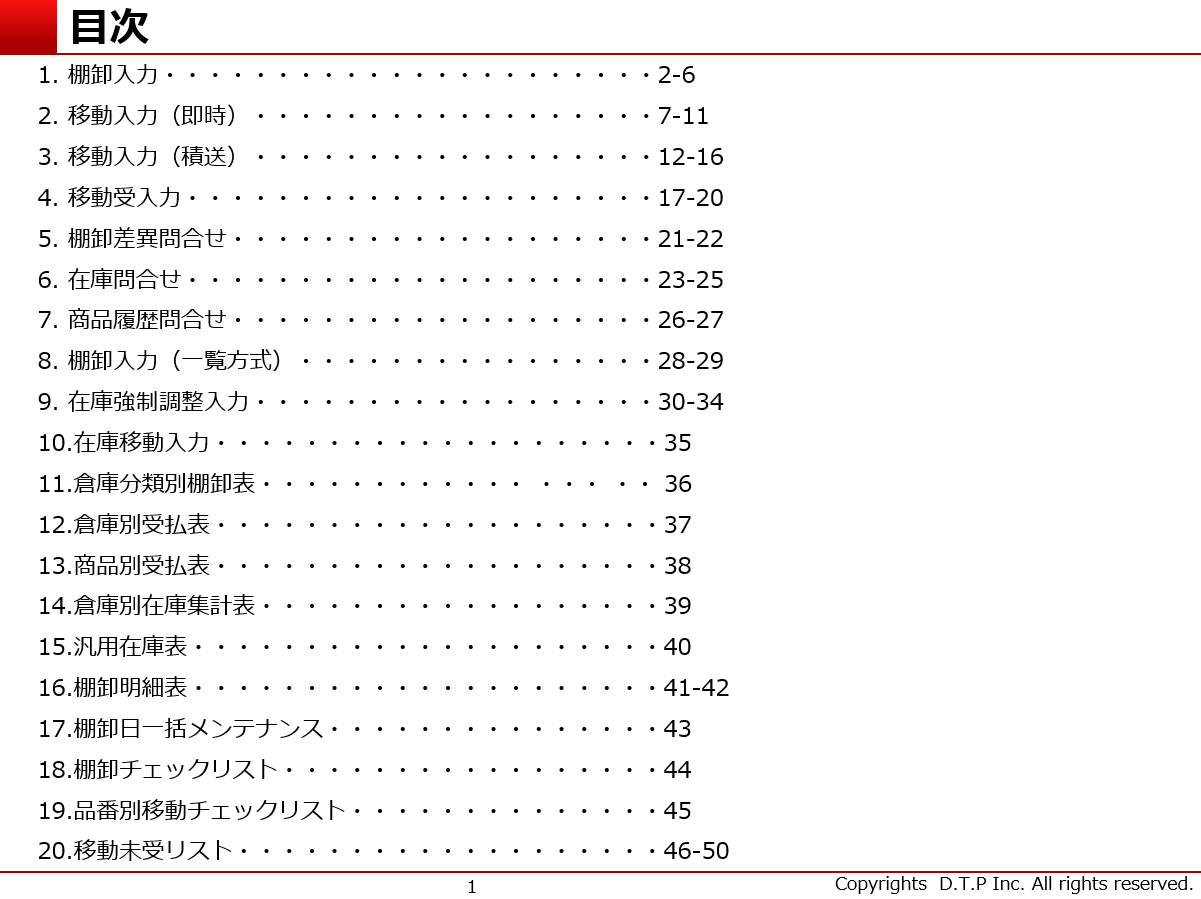 目次
1. 棚卸入力・・・・・・・・・・・・・・・・・・・・・・2-6
2. 移動入力（即時）・・・・・・・・・・・・・・・・・・7-11
3. 移動入力（積送）・・・・・・・・・・・・・・・・・・12-16
4. 移動受入力・・・・・・・・・・・・・・・・・・・・・17-20
5. 棚卸差異問合せ・・・・・・・・・・・・・・・・・・・21-22
6. 在庫問合せ・・・・・・・・・・・・・・・・・・・・・23-25
7. 商品履歴問合せ・・・・・・・・・・・・・・・・・・・26-27
8. 棚卸入力（一覧方式）・・・・・・・・・・・・・・・・28-29
9. 在庫強制調整入力・・・・・・・・・・・・・・・・・・30-34
10.在庫移動入力・・・・・・・・・・・・・・・・・・・・35
11.倉庫分類別棚卸表・・・・・・・・・・・・ ・・・ ・・ 36
12.倉庫別受払表・・・・・・・・・・・・・・・・・・・・37
13.商品別受払表・・・・・・・・・・・・・・・・・・・・38
14.倉庫別在庫集計表・・・・・・・・・・・・・・・・・・39
15.汎用在庫表・・・・・・・・・・・・・・・・・・・・・40
16.棚卸明細表・・・・・・・・・・・・・・・・・・・・・41-42
17.棚卸日一括メンテナンス・・・・・・・・・・・・・・・43
18.棚卸チェックリスト・・・・・・・・・・・・・・・・・44
19.品番別移動チェックリスト・・・・・・・・・・・・・・45
20.移動未受リスト・・・・・・・・・・・・・・・・・・・46-50
1
Copyrights D.T.P Inc. All rights reserved.